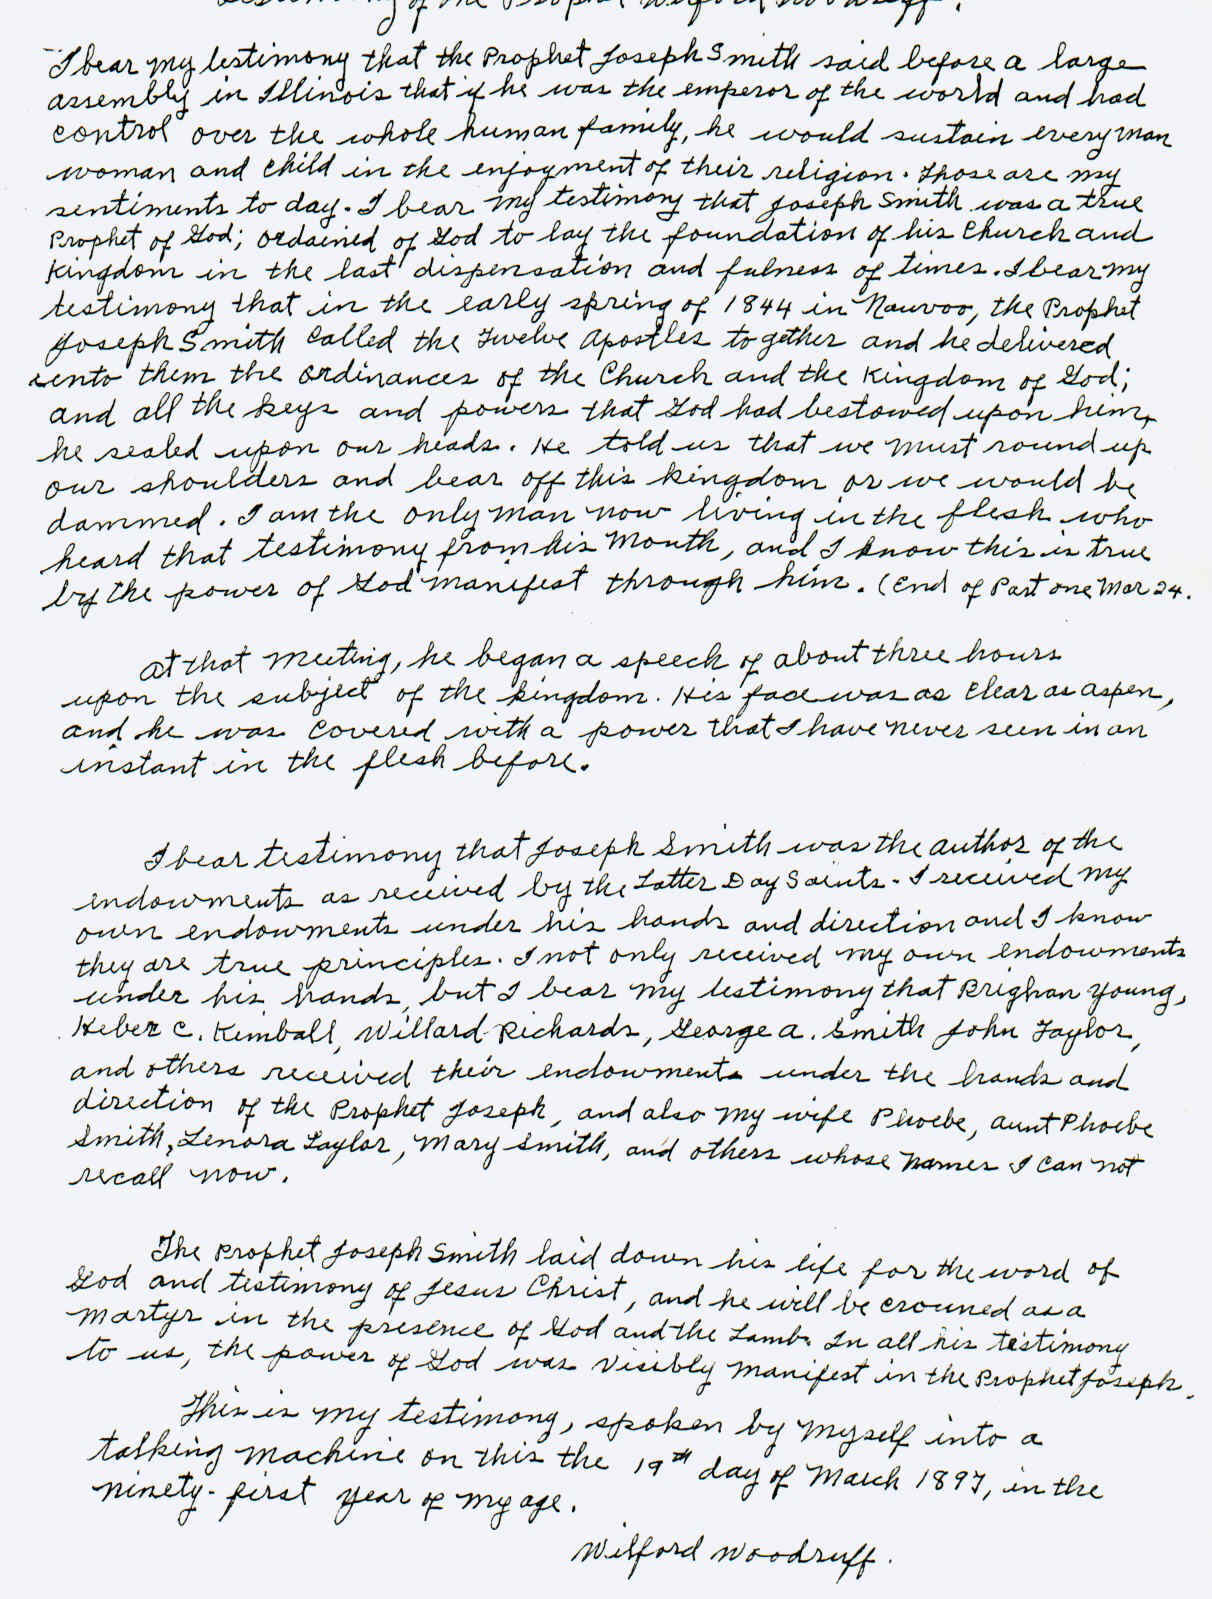 Testimony of the Prophet Wilford Woodruff.
I bear my testimony that the Prophet Joseph Smith said before a large
assembly in Illinois that if he was the emperor of the world and had
control over the whole human family, he would sustain every man
woman and child in the enjoyment of their religion. Those are my
sentiments to day. I bear my testimony that Joseph Smith was a true
Prophet of God; ordained of God to lay the foundation of his Church and
Kingdom in the last dispensation and fulness of times. I bear my
testimony that in the early spring of 1844 in Nauvoo, the Prophet
Joseph Smith called the Twelve Apostles together and he delivered
unto them the ordinances of the Church and the Kingdom of God;
and all the keys and powers that God had bestowed upon him,
he sealed upon our heads. He told us that we must round up
our shoulders and bear off this kingdom or we would be
dammed. I am the only man now living in the flesh who
heard that testimony from his mouth, and I know this is true
by the power of God manifest through him. (End of Part one Mar 24.
At that meeting, he began a speech of about three hours
upon the subject of the kingdom. His face was as clear as aspen,
and he was covered with a power that I have never seen in an
instant in the flesh before.
I bear testimony that Joseph Smith was the author of the
endowments as received by the Latter Day Saints. I received my
own endowments under his hands and direction and I know
they are true principles. I not only received my own endowments
under his hands, but I bear my testimony that Brighan Young,
Heber C. Kimball, Willard Richards, George A. Smith John Taylor,
and others received their endowments under the hands and
direction of the Prophet Joseph, and also my wife Phoebe, aunt Phoebe
Smith, Lenora Taylor, Mary Smith, and others whose names I can not
recall now.
The Prophet Joseph Smith laid down his life for the word of
God and testimony of Jesus Christ, and he will be crowned as a
martyr in the presence of God and the Lamb. In all his testimony
to us, the power of God was visibly manifest in the Prophet Joseph.
This is my testimony, spoken by myself into a
talking machine on this the 19th day of March 1897, in the
ninety-first year of my age.
Wilford Woodruff.